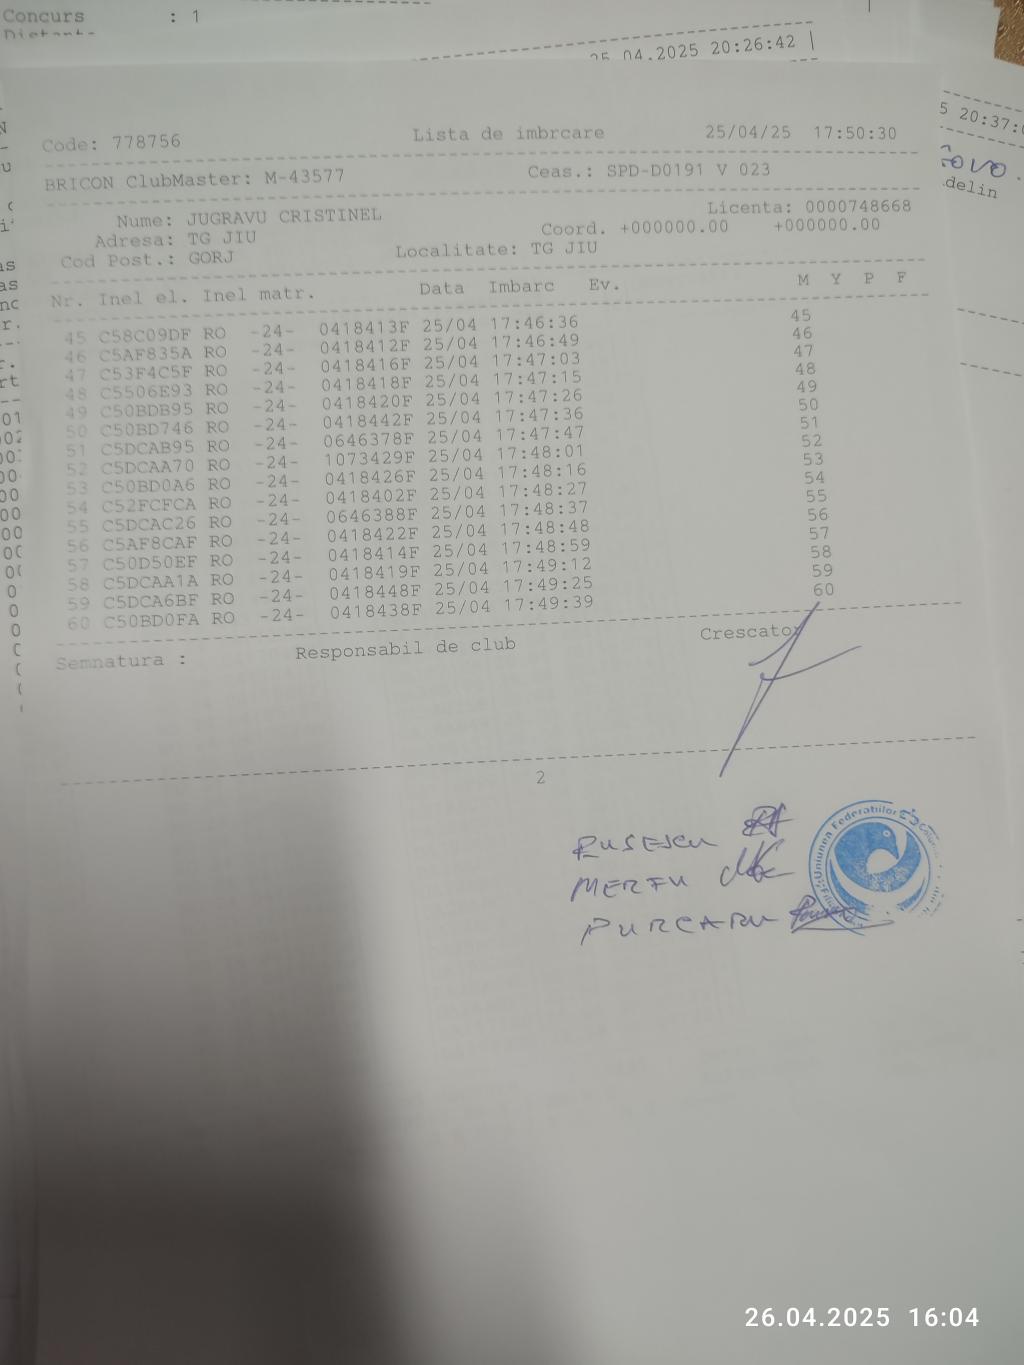 Concurs : 1
25.04.2025 20:26:42 |
Code: 778756 Lista de imbrcare 25/04/25 17:50:30
BRICON ClubMaster: M-43577 Ceas.: SPD-D0191 V 023
Nume: JUGRAVU CRISTINEL Licenta: 0000748668
Adresa: TG JIU Coord. +000000.00 +000000.00
Cod Post.: GORJ Localitate: TG JIU
Nr. Inel el. Inel matr. Data Imbarc Ev. M Y P F
45 C58C09DF RO -24- 0418413F 25/04 17:46:36 45
46 C5AF835A RO -24- 0418412F 25/04 17:46:49 46
47 C53F4C5F RO -24- 0418416F 25/04 17:47:03 47
48 C5506E93 RO -24- 0418418F 25/04 17:47:15 48
49 C50BDB95 RO -24- 0418420F 25/04 17:47:26 49
50 C50BD746 RO -24- 0418442F 25/04 17:47:36 50
51 C5DCAB95 RO -24- 0646378F 25/04 17:47:47 51
52 C5DCAA70 RO -24- 1073429F 25/04 17:48:01 52
53 C50BD0A6 RO -24- 0418426F 25/04 17:48:16 53
54 C52FCFCA RO -24- 0418402F 25/04 17:48:27 54
55 C5DCAC26 RO -24- 0646388F 25/04 17:48:37 55
56 C5AF8CAF RO -24- 0418422F 25/04 17:48:48 56
57 C50D50EF RO -24- 0418414F 25/04 17:48:59 57
58 C5DCAA1A RO -24- 0418419F 25/04 17:49:12 58
59 C5DCA6BF RO -24- 0418448F 25/04 17:49:25 59
60 C50BD0FA RO -24- 0418438F 25/04 17:49:39 60
Semnatura : Responsabil de club Crescator
2
RUSESCU
MERFU
PURCARU
Uniunea Federatiilor
26.04.2025 16:04